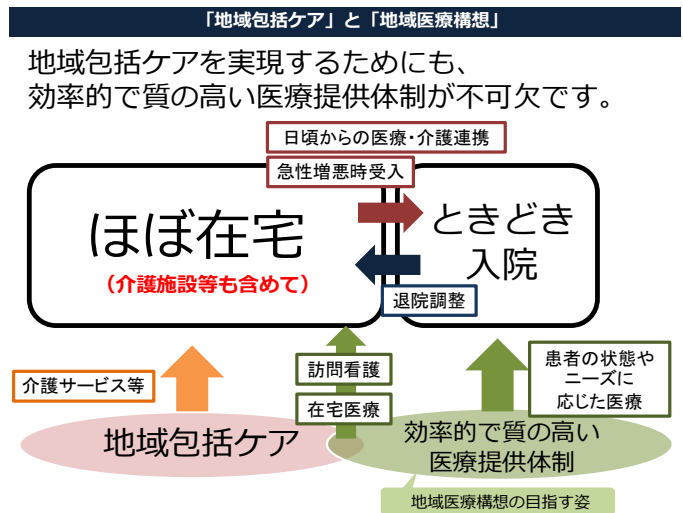 「地域包括ケア」と「地域医療構想」
地域包括ケアを実現するためにも、
効率的で質の高い医療提供体制が不可欠です。
日頃からの医療・介護連携
急性増悪時受入
ほぼ在宅
（介護施設等も含めて）
ときどき
入院
退院調整
介護サービス等
訪問看護
在宅医療
患者の状態や
ニーズに
応じた医療
地域包括ケア
効率的で質の高い
医療提供体制
地域医療構想の目指す姿